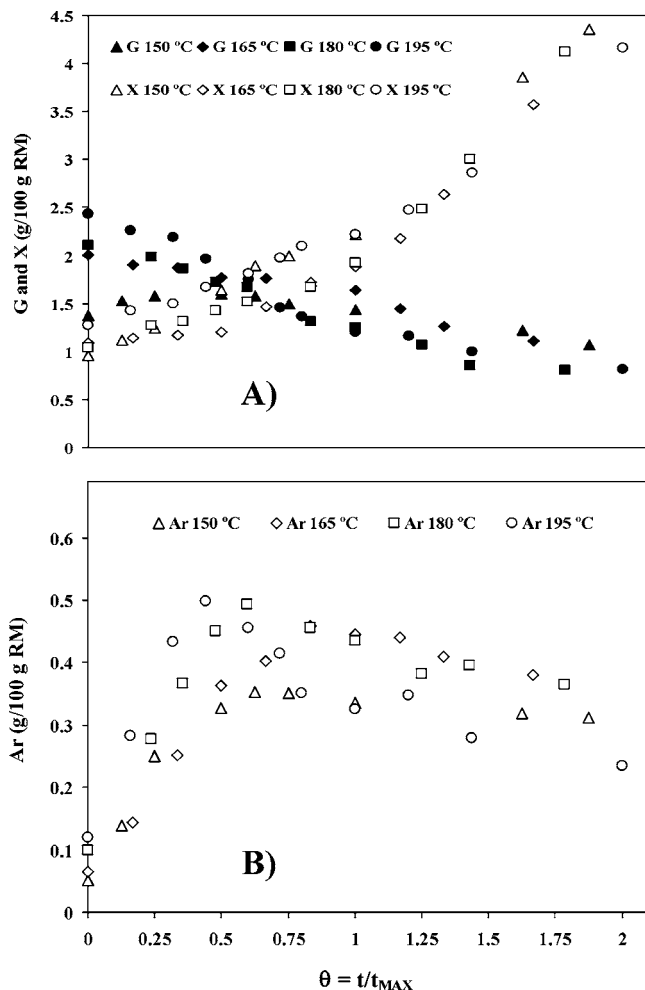 G and X (g/100 g RM)
4.5
4
3.5
3
2.5
2
1.5
1
0.5
0
G 150 ºC G 165 ºC G 180 ºC G 195 ºC
X 150 ºC X 165 ºC X 180 ºC X 195 ºC
A)
Ar (g/100 g RM)
0.6
0.5
0.4
0.3
0.2
0.1
0
Ar 150 ºC Ar 165 ºC Ar 180 ºC Ar 195 ºC
B)
0 0.25 0.5 0.75 1 1.25 1.5 1.75 2
θ = t/tMAX